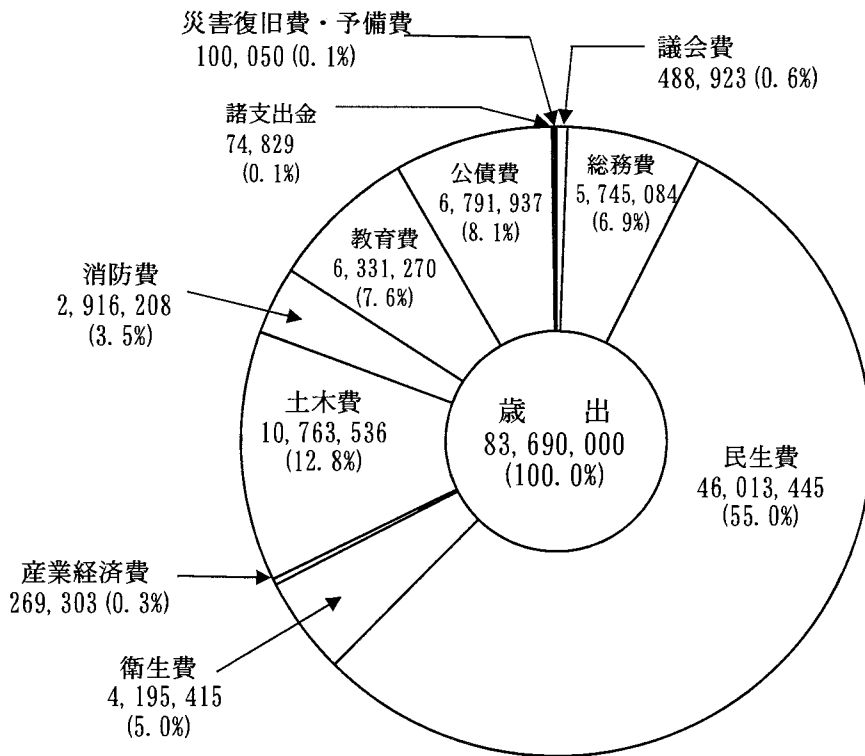 災害復旧費・予備費
100,050(0.1%)
議会費
488,923(0.6%)
諸支出金
74,829
(0.1%)
公債費
6,791,937
(8.1%)
総務費
5,745,084
(6.9%)
教育費
6,331,270
(7.6%)
消防費
2,916,208
(3.5%)
土木費
10,763,536
(12.8%)
歳　出
83,690,000
(100.0%)
民生費
46,013,445
(55.0%)
産業経済費
269,303(0.3%)
衛生費
4,195,415
(5.0%)